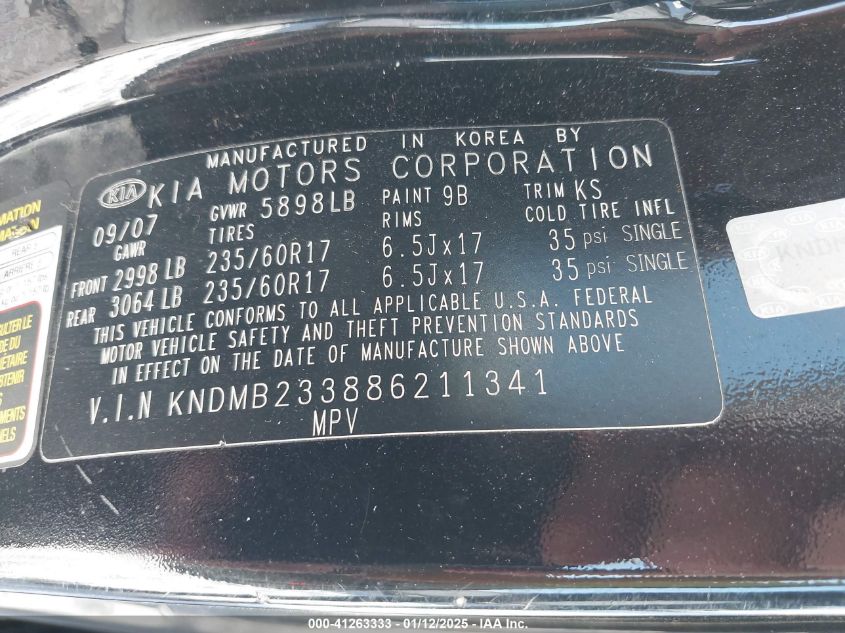 MANUFACTURED IN KOREA BY
KIA KIA MOTORS CORPORATION
09/07 GVWR 5898LB PAINT 9B TRIM KS
GAWR TIRES RIMS COLD TIRE INFL
FRONT 2998 LB 235/60R17 6.5Jx17 35 psi SINGLE
REAR 3064 LB 235/60R17 6.5Jx17 35 psi SINGLE
THIS VEHICLE CONFORMS TO ALL APPLICABLE U.S.A. FEDERAL
MOTOR VEHICLE SAFETY AND THEFT PREVENTION STANDARDS
IN EFFECT ON THE DATE OF MANUFACTURE SHOWN ABOVE
V.I.N KNDMB233886211341
MPV
KNDM
000-41263333 - 01/12/2025 - IAA Inc.